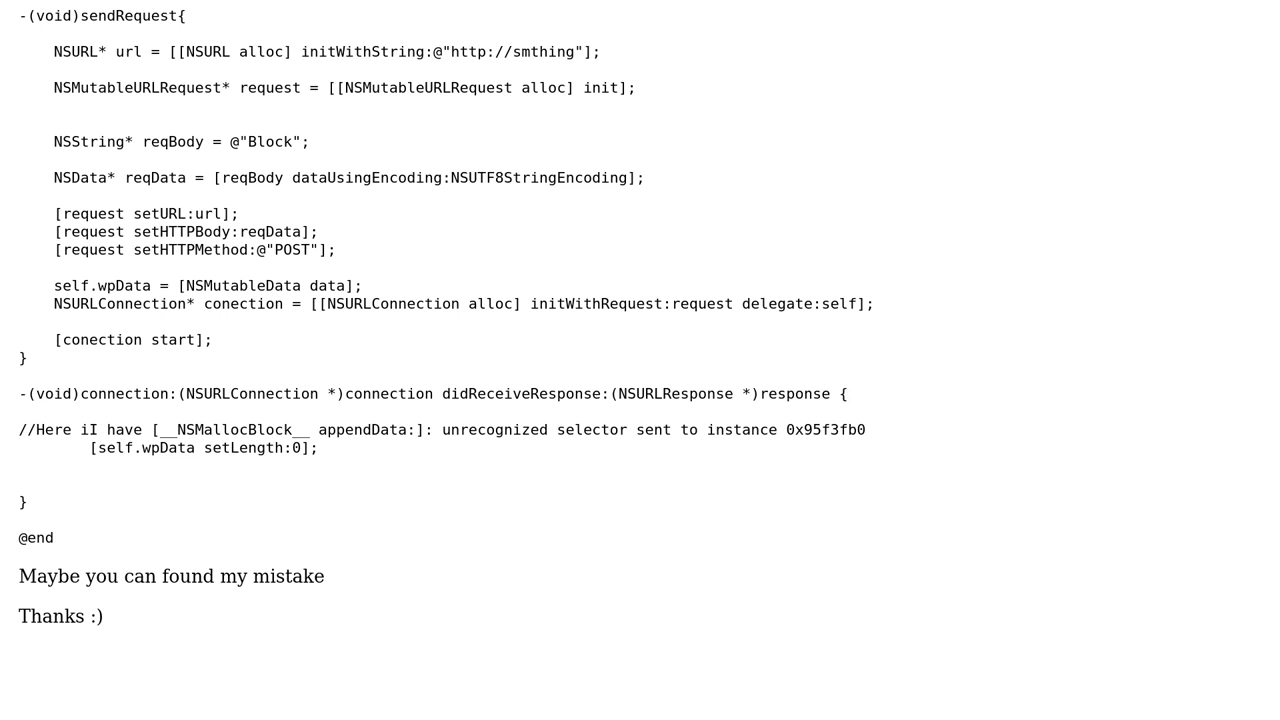 -(void)sendRequest{
NSURL* url = [[NSURL alloc] initWithString:@"http://smthing"];
NSMutableURLRequest* request = [[NSMutableURLRequest alloc] init];
NSString* reqBody = @"Block";
NSData* reqData = [reqBody dataUsingEncoding:NSUTF8StringEncoding];
[request setURL:url];
[request setHTTPBody:reqData];
[request setHTTPMethod:@"POST"];
self.wpData = [NSMutableData data];
NSURLConnection* conection = [[NSURLConnection alloc] initWithRequest:request delegate:self];
[conection start];
}
-(void)connection:(NSURLConnection *)connection didReceiveResponse:(NSURLResponse *)response {
//Here iI have [__NSMallocBlock__ appendData:]: unrecognized selector sent to instance 0x95f3fb0
[self.wpData setLength:0];
}
@end
Maybe you can found my mistake
Thanks :)